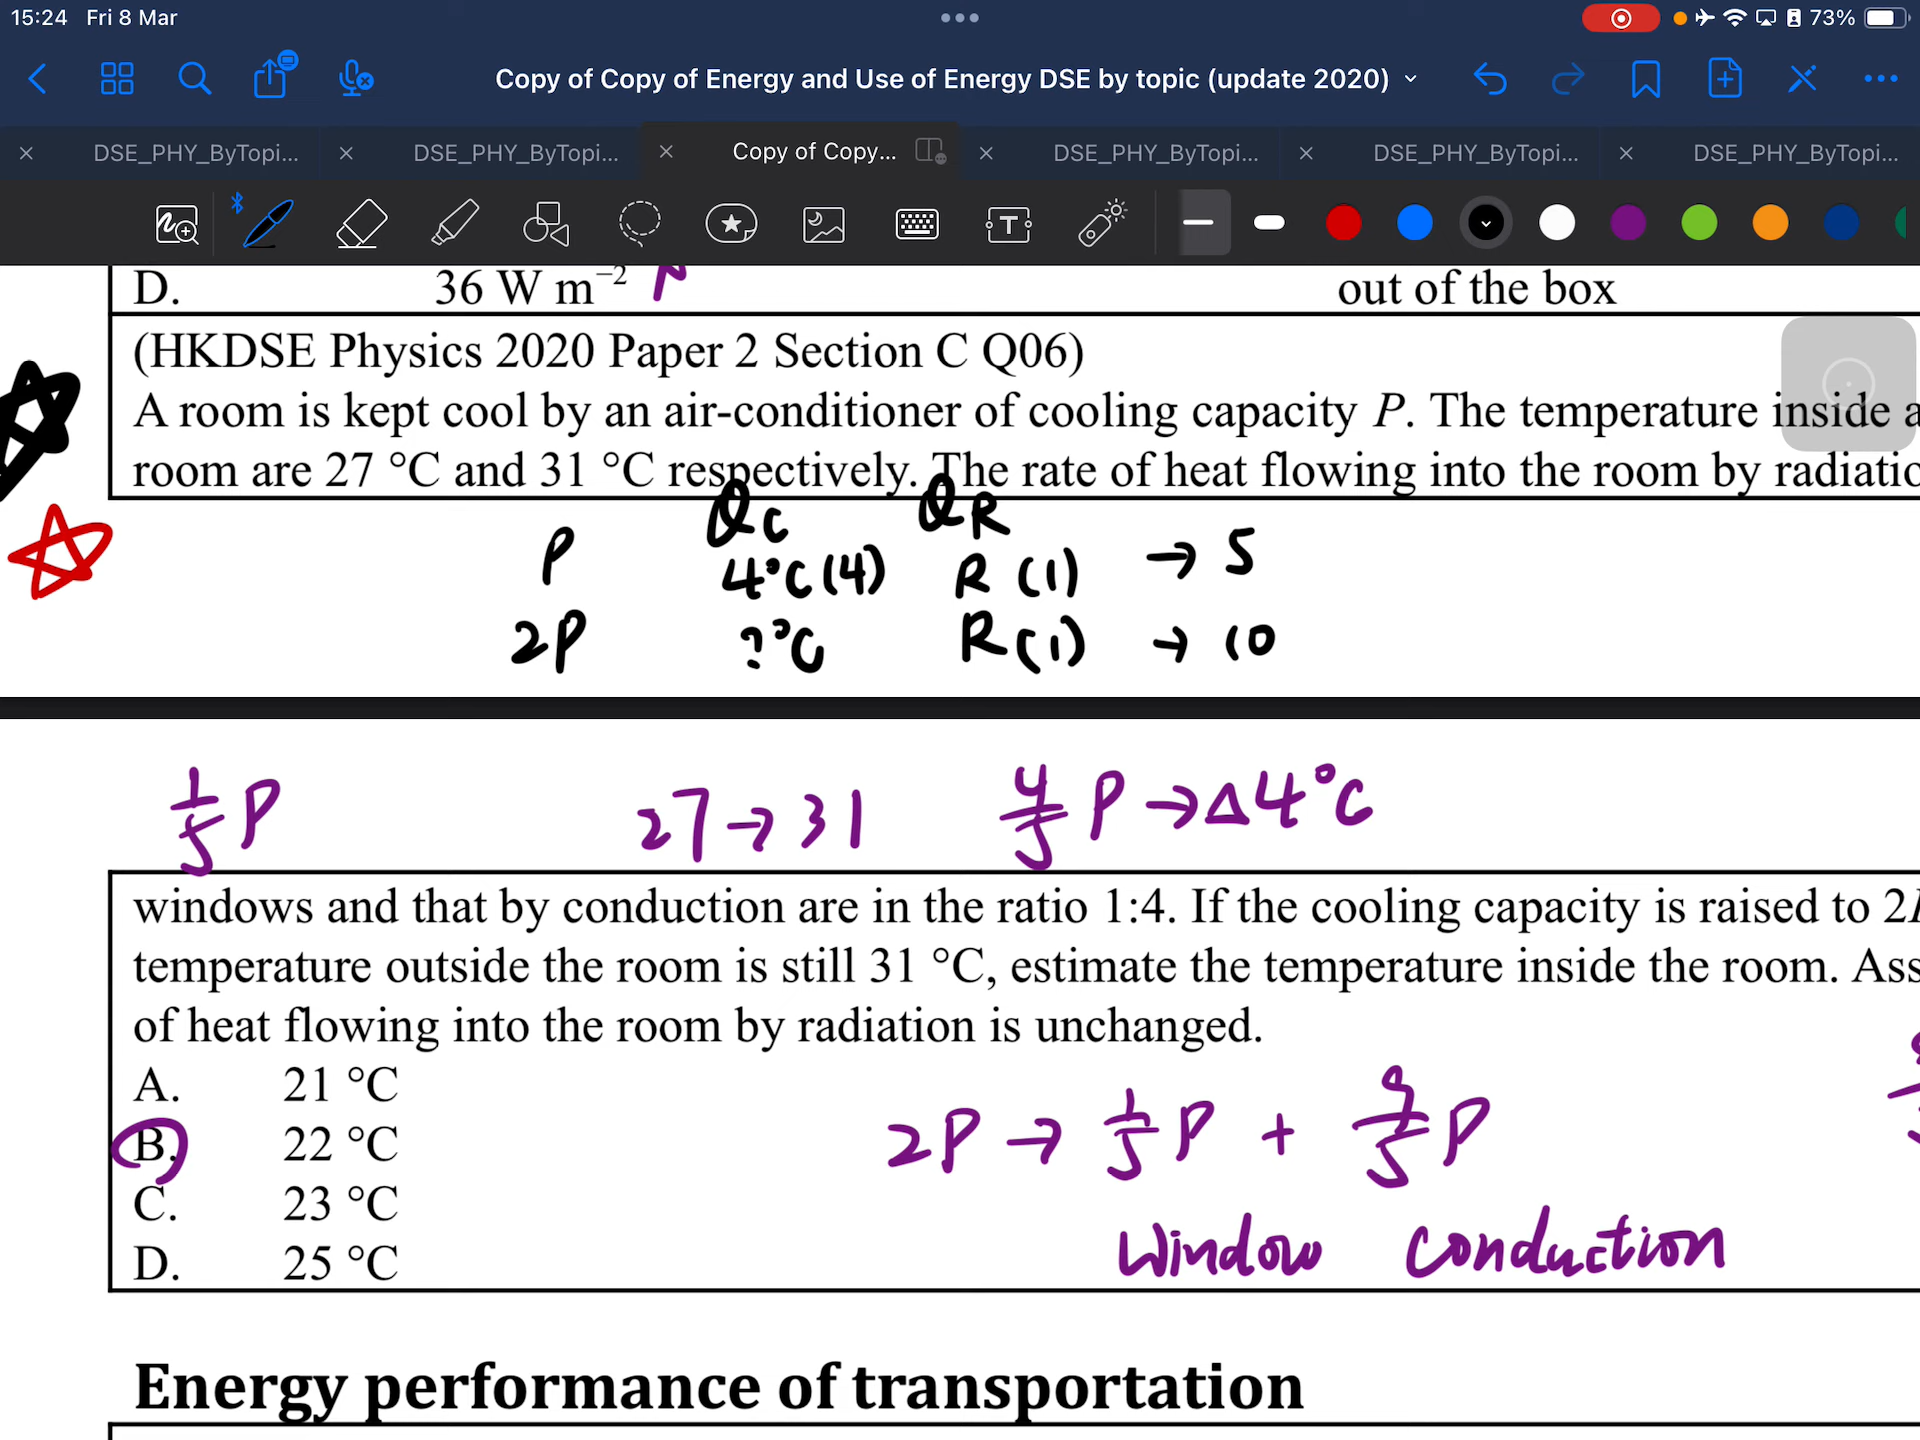 15:24 Fri 8 Mar 73%
Copy of Copy of Energy and Use of Energy DSE by topic (update 2020)
DSE_PHY_ByTopi... DSE_PHY_ByTopi... Copy of Copy... DSE_PHY_ByTopi... DSE_PHY_ByTopi... DSE_PHY_ByTopi...
D. 36 W m⁻² out of the box
(HKDSE Physics 2020 Paper 2 Section C Q06)
A room is kept cool by an air-conditioner of cooling capacity P. The temperature inside a
room are 27 °C and 31 °C respectively. The rate of heat flowing into the room by radiatio
Qc QR
P 4°C (4) R (1) → 5
2P ?°C R (1) → 10
1/5 P 27 → 31 4/5 P → Δ4°C
windows and that by conduction are in the ratio 1:4. If the cooling capacity is raised to 2
temperature outside the room is still 31 °C, estimate the temperature inside the room. Ass
of heat flowing into the room by radiation is unchanged.
A. 21 °C
B. 22 °C
2P → 1/5 P + 9/5 P
C. 23 °C
Window Conduction
D. 25 °C
Energy performance of transportation